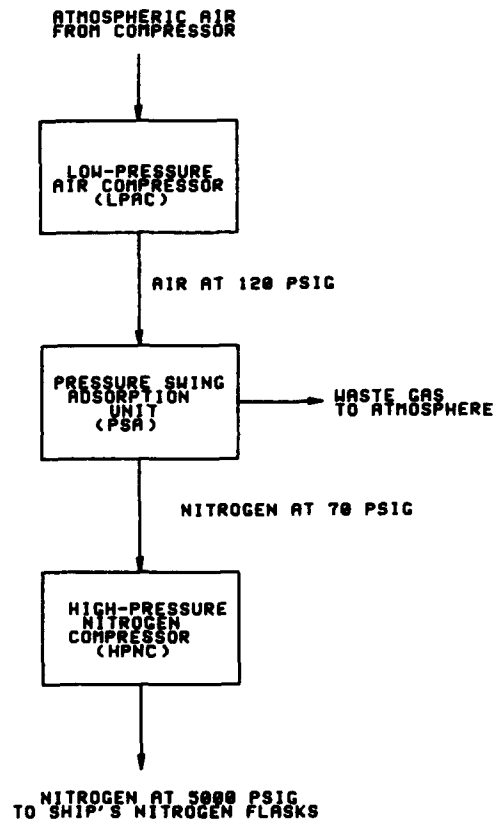 ATMOSPHERIC AIR
FROM COMPRESSOR
LOW-PRESSURE
AIR COMPRESSOR
(LPAC)
AIR AT 120 PSIG
PRESSURE SWING
ADSORPTION
UNIT
(PSA)
WASTE GAS
TO ATMOSPHERE
NITROGEN AT 70 PSIG
HIGH-PRESSURE
NITROGEN
COMPRESSOR
(HPNC)
NITROGEN AT 5000 PSIG
TO SHIP'S NITROGEN FLASKS